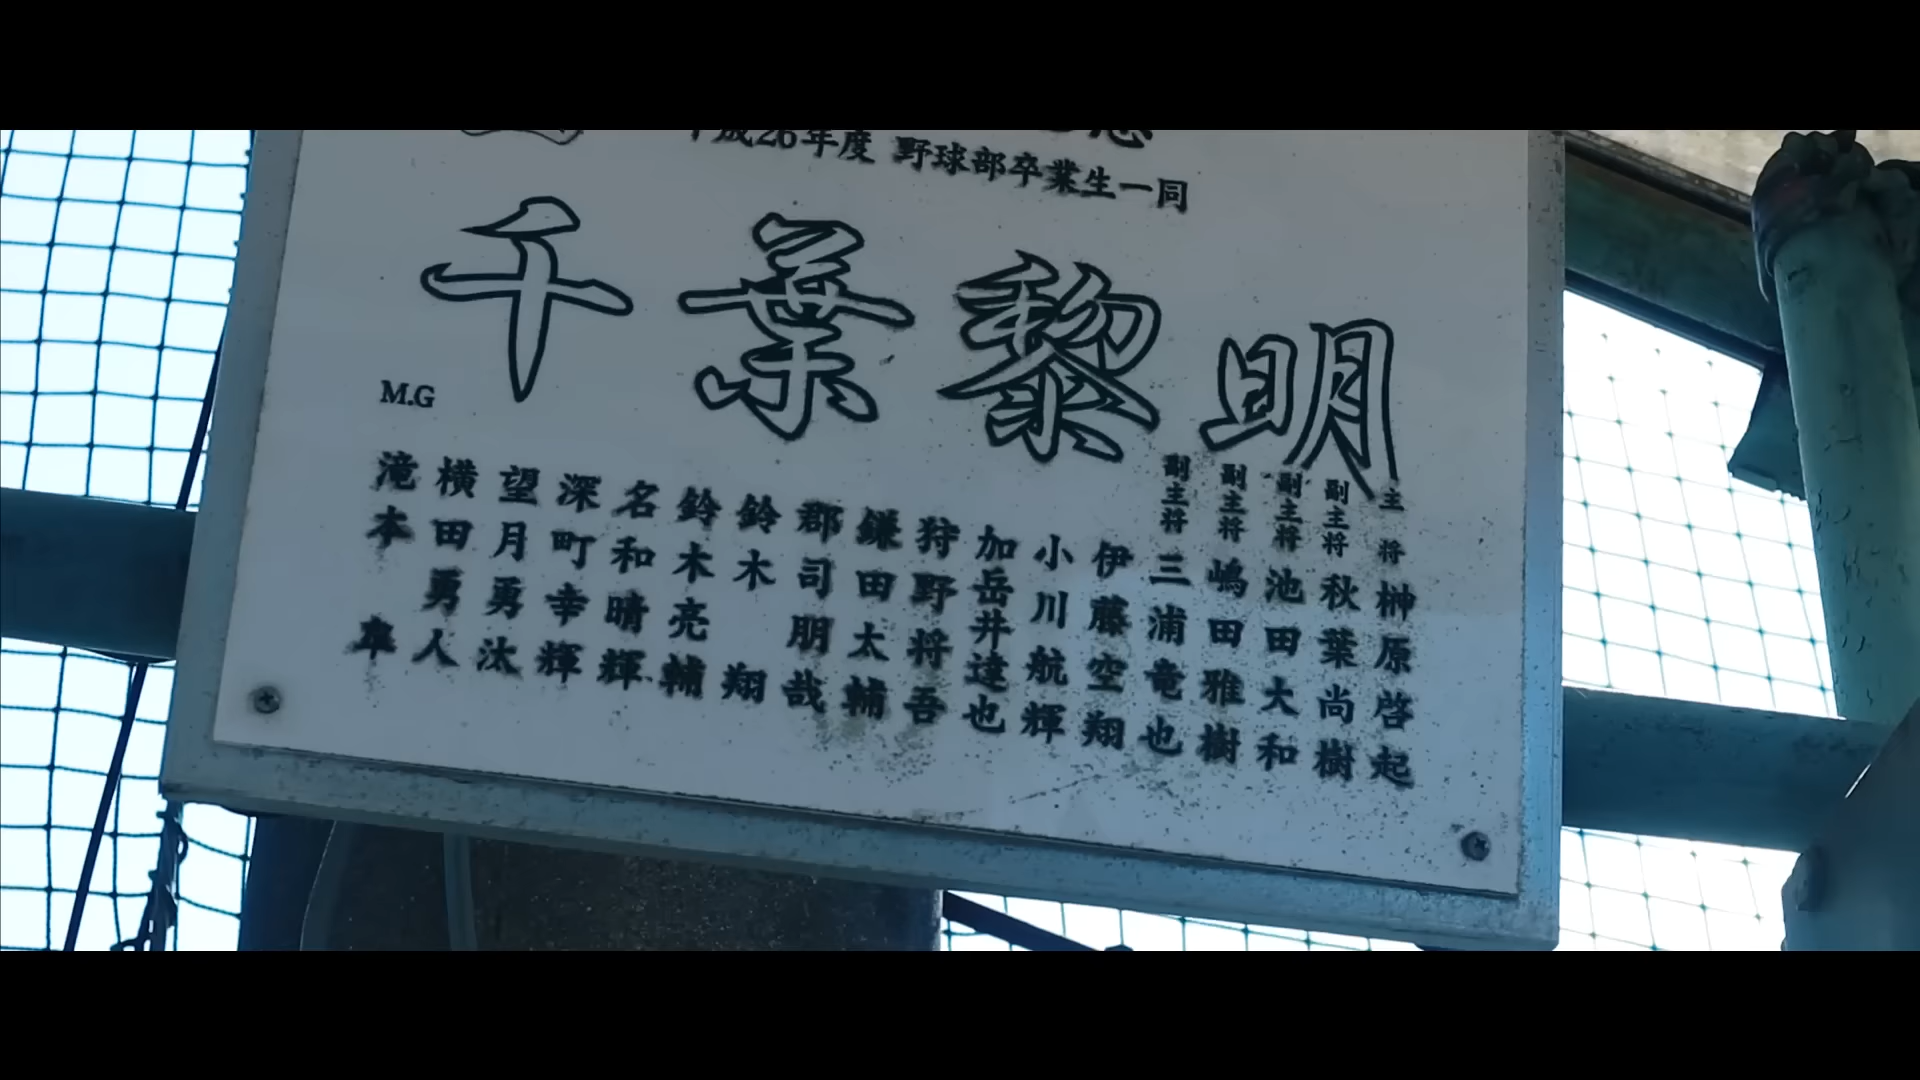 平成26年度 野球部卒業生一同
千葉黎明
主将 榊原啓起
副主将 秋葉尚樹
副主将 池田大和
副主将 嶋田雅樹
副主将 三浦竜也
伊藤空翔
小川航輝
加岳井達也
狩野将吾
鎌田太輔
郡司朋哉
鈴木 翔
鈴木亮輔
名和晴輝
深町幸輝
望月勇汰
横田勇人
滝本 隼
M.G